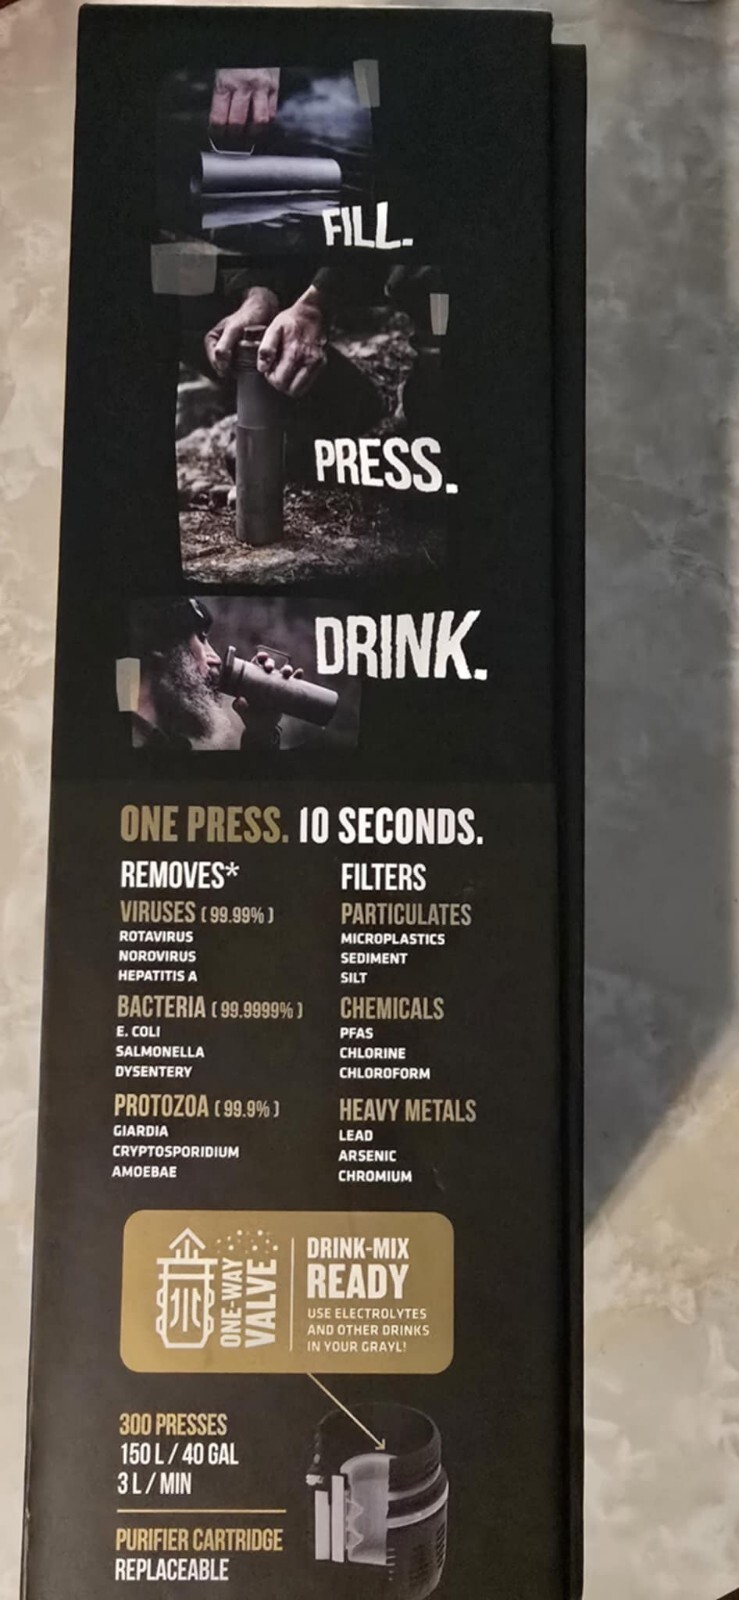 FILL.
PRESS.
DRINK.
ONE PRESS. 10 SECONDS.
REMOVES*
VIRUSES (99.99%)
ROTAVIRUS
NOROVIRUS
HEPATITIS A
BACTERIA (99.9999%)
E. COLI
SALMONELLA
DYSENTERY
PROTOZOA (99.9%)
GIARDIA
CRYPTOSPORIDIUM
AMOEBAE
FILTERS
PARTICULATES
MICROPLASTICS
SEDIMENT
SILT
CHEMICALS
PFAS
CHLORINE
CHLOROFORM
HEAVY METALS
LEAD
ARSENIC
CHROMIUM
ONE-WAY
VALVE
DRINK-MIX
READY
USE ELECTROLYTES
AND OTHER DRINKS
IN YOUR GRAYL!
300 PRESSES
150 L / 40 GAL
3 L / MIN
PURIFIER CARTRIDGE
REPLACEABLE